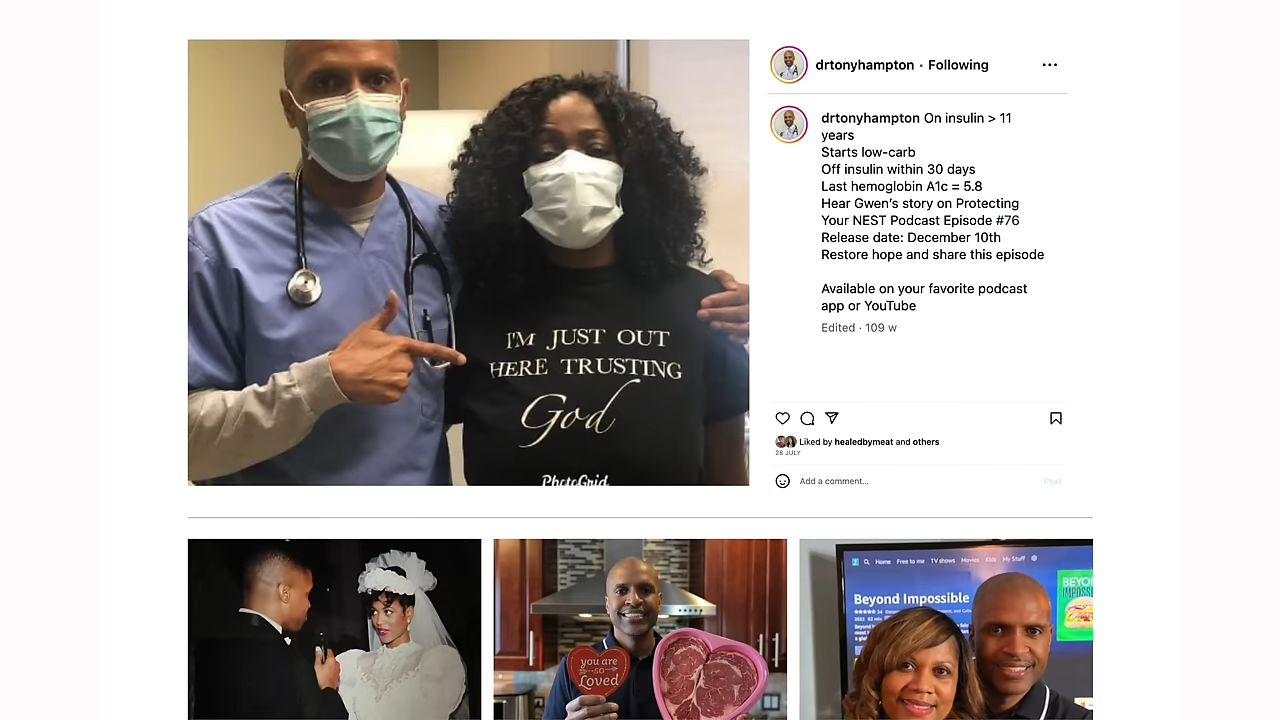 I'M JUST OUT
HERE TRUSTING
God
PhotoGrid
drtonyhampton • Following
drtonyhampton On insulin > 11
years
Starts low-carb
Off insulin within 30 days
Last hemoglobin A1c = 5.8
Hear Gwen's story on Protecting
Your NEST Podcast Episode #76
Release date: December 10th
Restore hope and share this episode
Available on your favorite podcast
app or YouTube
Edited · 109 w
Liked by healedbymeat and others
28 JULY
Add a comment...
Post
you are
so
Loved
Home Free to me TV shows Movies Kids My Stuff
Beyond Impossible
BEYON
IMPOSSI